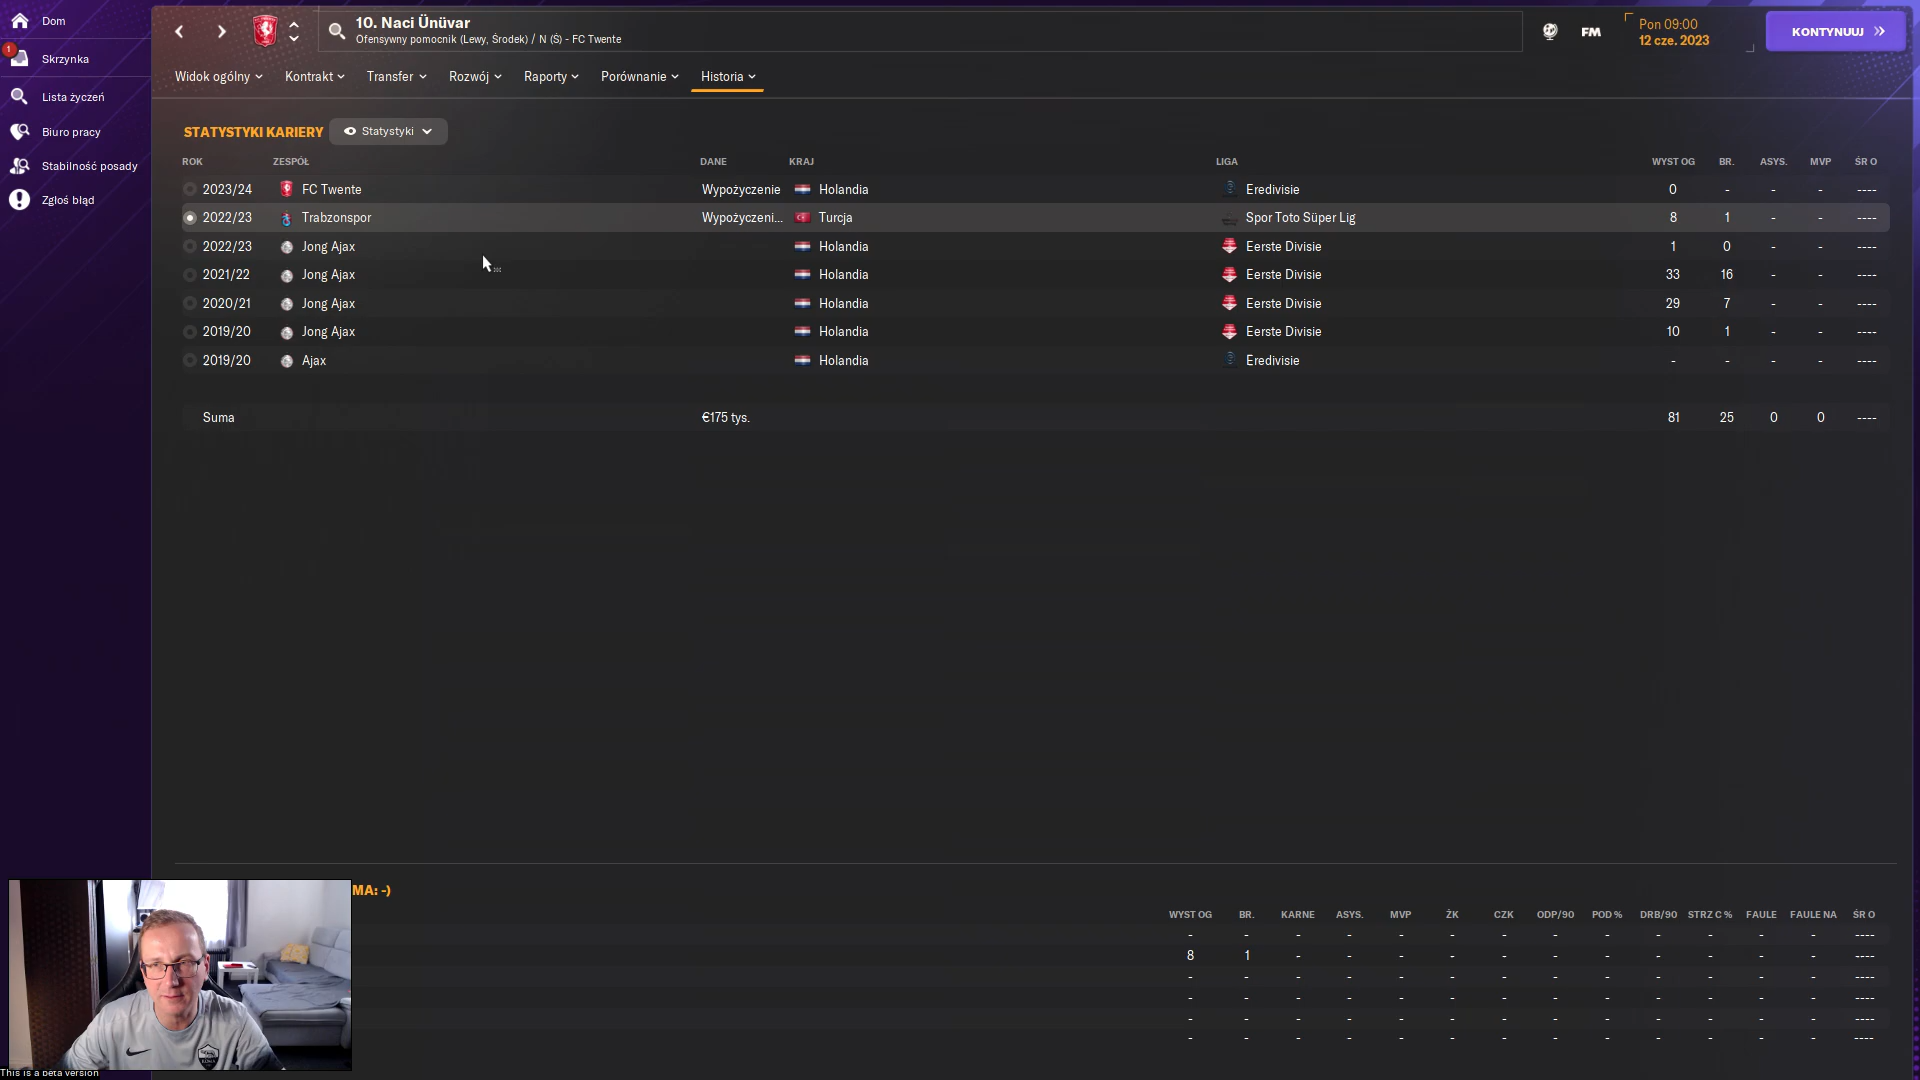 Dom
1
Skrzynka
Lista życzeń
Biuro pracy
Stabilność posady
Zgłoś błąd
10. Naci Ünüvar
Ofensywny pomocnik (Lewy, Środek) / N (Ś) - FC Twente
FM
Pon 09:00
12 cze. 2023
KONTYNUUJ
Widok ogólny Kontrakt Transfer Rozwój Raporty Porównanie Historia
STATYSTYKI KARIERY Statystyki
ROK ZESPÓŁ DANE KRAJ LIGA WYST OG BR. ASYS. MVP ŚR O
2023/24 FC Twente Wypożyczenie Holandia Eredivisie 0 - - - ----
2022/23 Trabzonspor Wypożyczeni... Turcja Spor Toto Süper Lig 8 1 - - ----
2022/23 Jong Ajax Holandia Eerste Divisie 1 0 - - ----
2021/22 Jong Ajax Holandia Eerste Divisie 33 16 - - ----
2020/21 Jong Ajax Holandia Eerste Divisie 29 7 - - ----
2019/20 Jong Ajax Holandia Eerste Divisie 10 1 - - ----
2019/20 Ajax Holandia Eredivisie - - - - ----
Suma €175 tys. 81 25 0 0 ----
MA: -)
WYST OG BR. KARNE ASYS. MVP ŻK CZK ODP/90 POD % DRB/90 STRZ C % FAULE FAULE NA ŚR O
- - - - - - - - - - - - - ----
8 1 - - - - - - - - - - - ----
- - - - - - - - - - - - - ----
- - - - - - - - - - - - - ----
- - - - - - - - - - - - - ----
- - - - - - - - - - - - - ----
This is a beta version